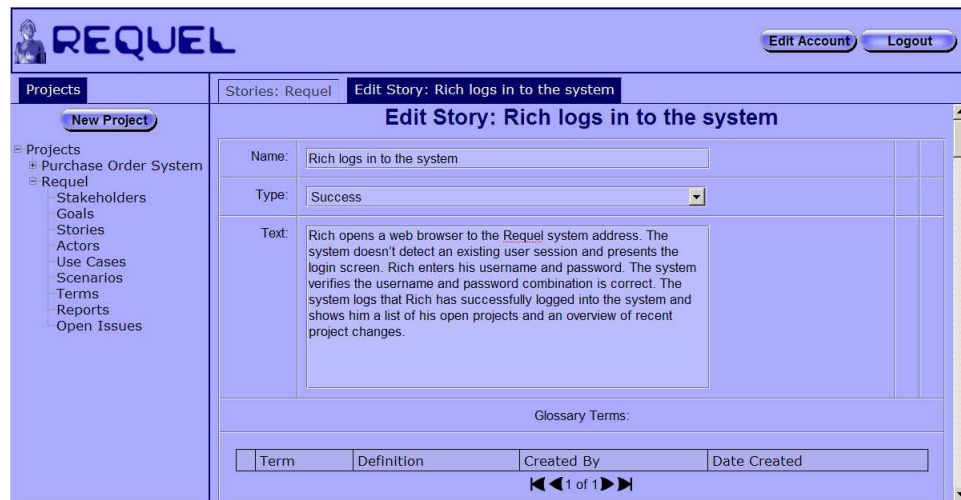 REQUEL
Edit Account
Logout
Projects
Stories: Requel
Edit Story: Rich logs in to the system
New Project
Projects
Purchase Order System
Requel
Stakeholders
Goals
Stories
Actors
Use Cases
Scenarios
Terms
Reports
Open Issues
Edit Story: Rich logs in to the system
Name:
Rich logs in to the system
Type:
Success
Text:
Rich opens a web browser to the Requel system address. The
system doesn't detect an existing user session and presents the
login screen. Rich enters his username and password. The system
verifies the username and password combination is correct. The
system logs that Rich has successfully logged into the system and
shows him a list of his open projects and an overview of recent
project changes.
Glossary Terms:
Term
Definition
Created By
Date Created
1 of 1